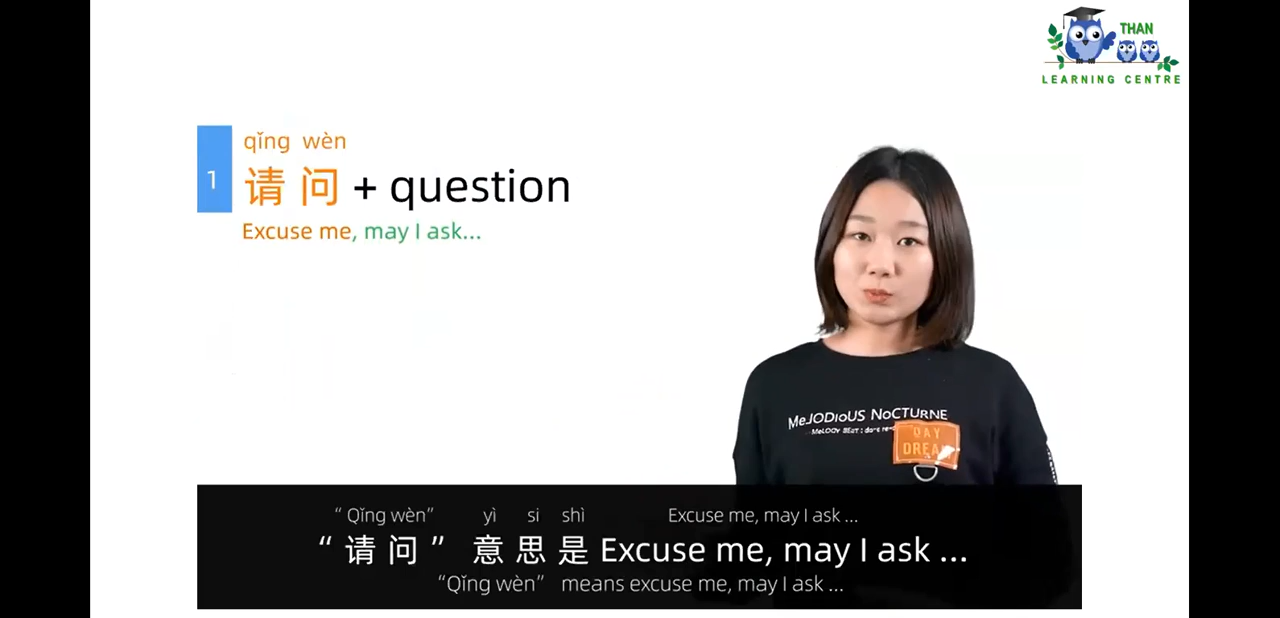 THAN
LEARNING CENTRE
1
qǐng wèn
请问 + question
Excuse me, may I ask...
MeJODIoUS NoCTURNE
DAY
DREAM
“ Qǐng wèn” yì si shì Excuse me, may I ask ...
“ 请 问 ” 意 思 是 Excuse me, may I ask ...
“Qǐng wèn” means excuse me, may I ask ...